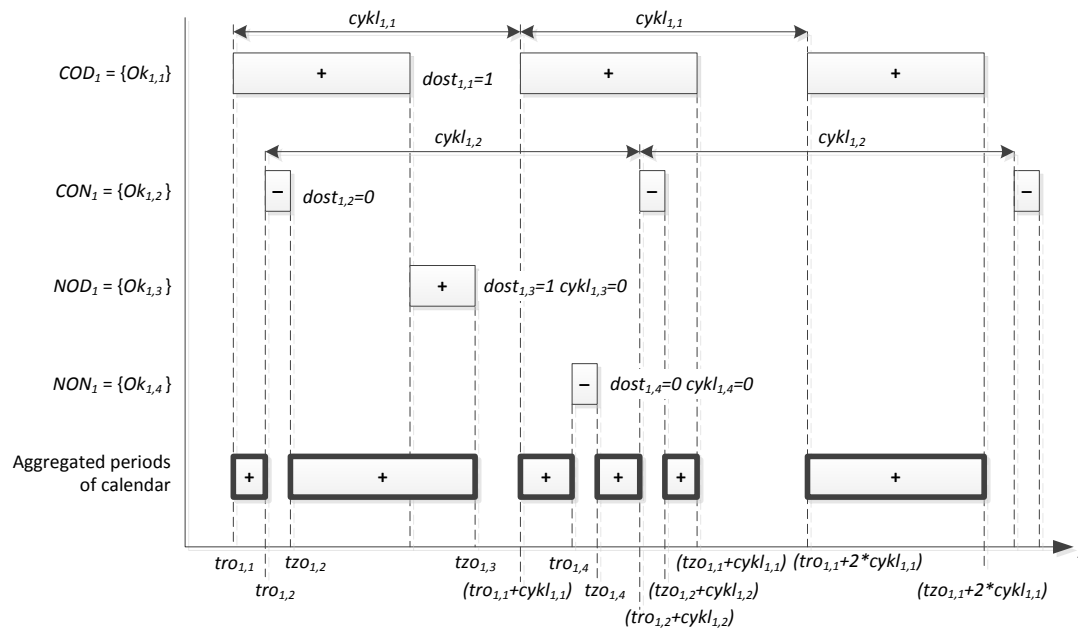 cykl1,1 cykl1,1
COD1 = {Ok1,1} + dost1,1=1 + +
cykl1,2 cykl1,2
CON1 = {Ok1,2} – dost1,2=0 – –
NOD1 = {Ok1,3} + dost1,3=1 cykl1,3=0
NON1 = {Ok1,4} – dost1,4=0 cykl1,4=0
Aggregated periods
of calendar
+ + + + + +
tro1,1 tzo1,2 tzo1,3 tro1,4 (tzo1,1+cykl1,1) (tro1,1+2*cykl1,1)
tro1,2 (tro1,1+cykl1,1) tzo1,4 (tzo1,2+cykl1,2) (tzo1,1+2*cykl1,1)
(tro1,2+cykl1,2)